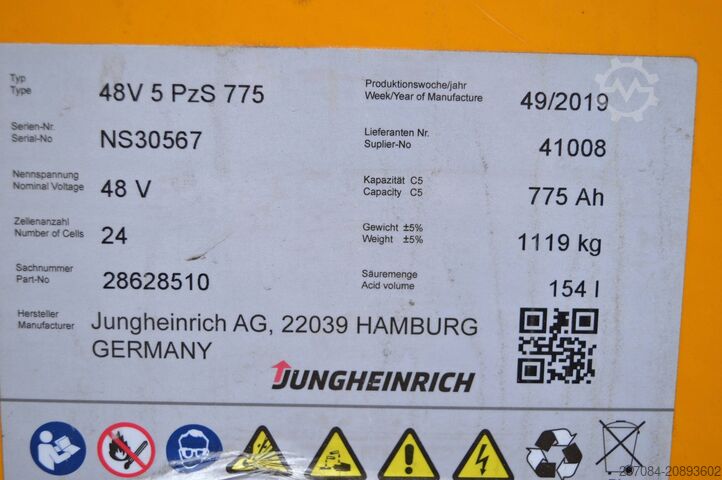 Typ
Type
48V 5 PzS 775
Produktionswoche/jahr
Week/Year of Manufacture
49/2019
Serien-Nr.
Serial-No
NS30567
Lieferanten Nr.
Suplier-No
41008
Nennspannung
Nominal Voltage
48 V
Kapazität C5
Capacity C5
775 Ah
Zellenanzahl
Number of Cells
24
Gewicht ±5%
Weight ±5%
1119 kg
Sachnummer
Part-No
28628510
Säuremenge
Acid volume
154 l
Hersteller
Manufacturer
Jungheinrich AG, 22039 HAMBURG
GERMANY
JUNGHEINRICH